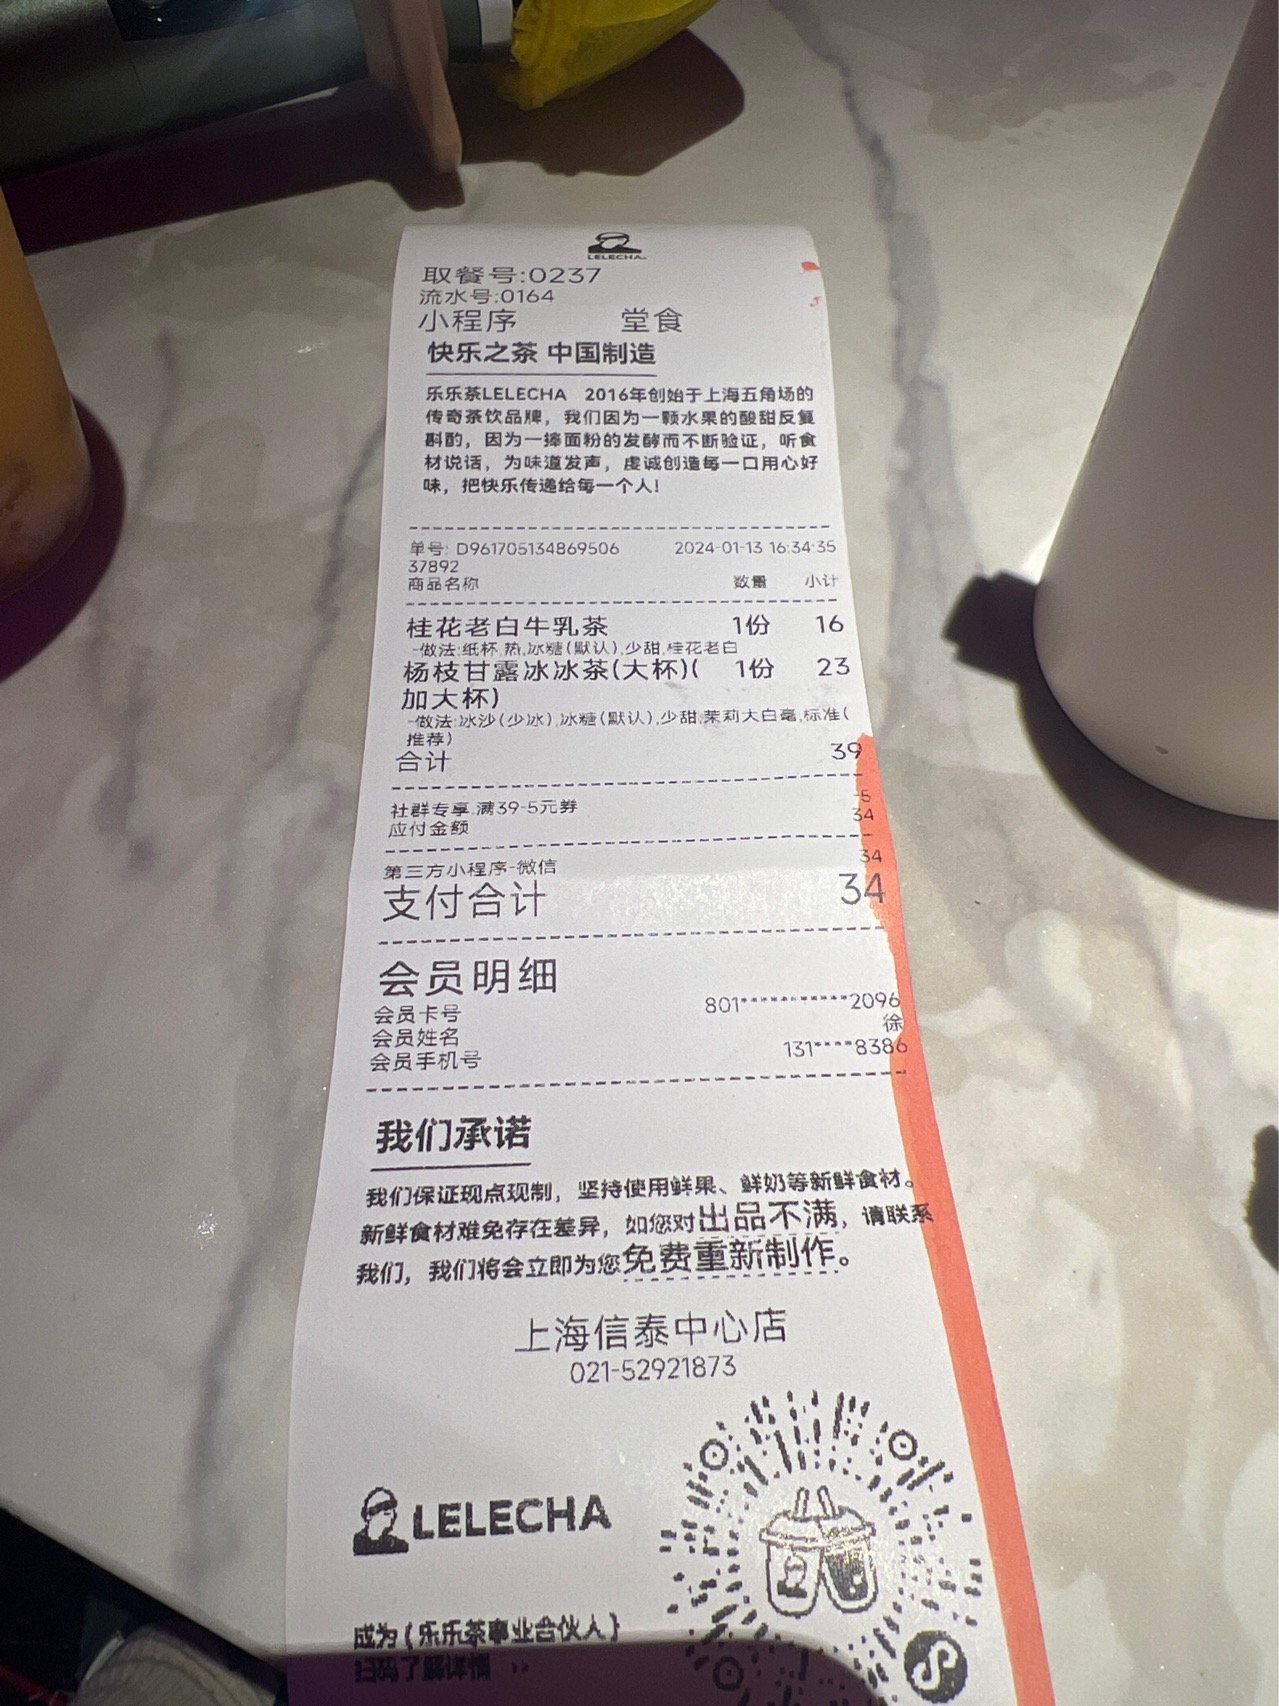 LELECHA
取餐号:0237
流水号:0164
小程序 堂食
快乐之茶 中国制造
乐乐茶LELECHA 2016年创始于上海五角场的
传奇茶饮品牌，我们因为一颗水果的酸甜反复
斟酌，因为一捧面粉的发酵而不断验证，听食
材说话，为味道发声，虔诚创造每一口用心好
味，把快乐传递给每一个人！
单号: D961705134869506 2024-01-13 16:34:35
37892
商品名称 数量 小计
桂花老白牛乳茶 1份 16
-做法:纸杯,热,冰糖(默认),少甜,桂花老白
杨枝甘露冰冰茶(大杯)( 1份 23
加大杯)
-做法:冰沙(少冰),冰糖(默认),少甜,茉莉大白毫,标准(
推荐)
合计 39
社群专享,满39-5元券 -5
应付金额 34
第三方小程序-微信 34
支付合计 34
会员明细
会员卡号 801************2096
会员姓名 徐
会员手机号 131****8386
我们承诺
我们保证现点现制，坚持使用鲜果、鲜奶等新鲜食材。
新鲜食材难免存在差异，如您对出品不满，请联系
我们，我们将会立即为您免费重新制作。
上海信泰中心店
021-52921873
LELECHA
成为{乐乐茶事业合伙人}
扫码了解详情 >>